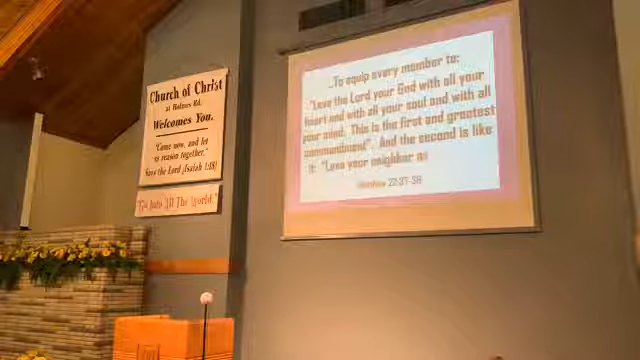 Church of Christ
at Holmes Rd.
Welcomes You.
"Come now, and let
us reason together,"
Says the Lord (Isaiah 1:18)
"Go Into All The World."
...To equip every member to:
"Love the Lord your God with all your
heart and with all your soul and with all
your mind. This is the first and greatest
commandment". And the second is like
it: "Love your neighbor as
Matthew 22:37-39